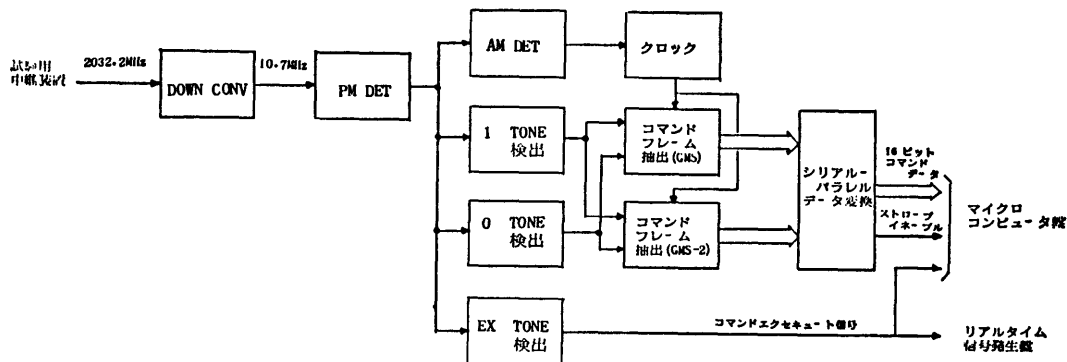 試験用
中継装置
2032.2MHz
DOWN CONV
10.7MHz
PM DET
AM DET
クロック
1 TONE
検出
0 TONE
検出
EX TONE
検出
コマンド
フレーム
抽出(GMS)
コマンド
フレーム
抽出(GMS-2)
シリアル-
パラレル
データ変換
16ビット
コマンド
データ
ストローブ
イネーブル
マイクロ
コンピュータ盤
コマンドエクセキュート信号
リアルタイム
信号発生盤